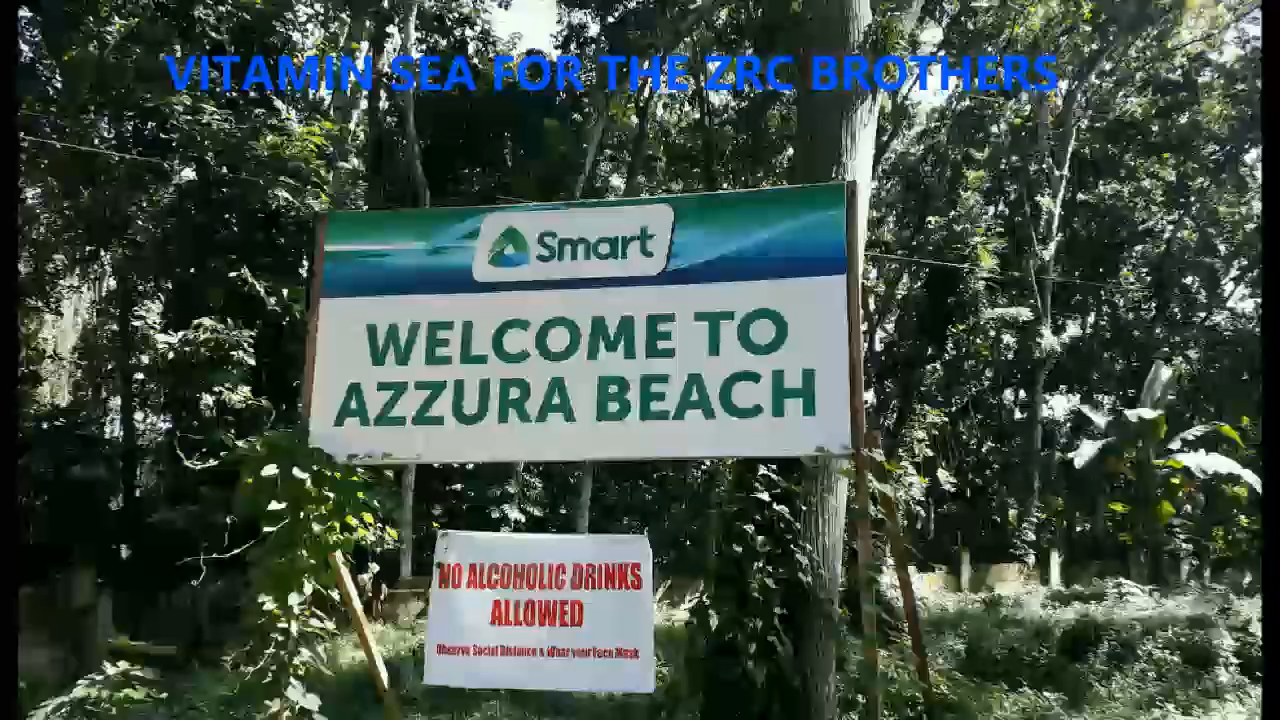 VITAMIN SEA FOR THE ZRC BROTHERS
Smart
WELCOME TO
AZZURA BEACH
NO ALCOHOLIC DRINKS
ALLOWED
Observe Social Distance & Wear your Face Mask